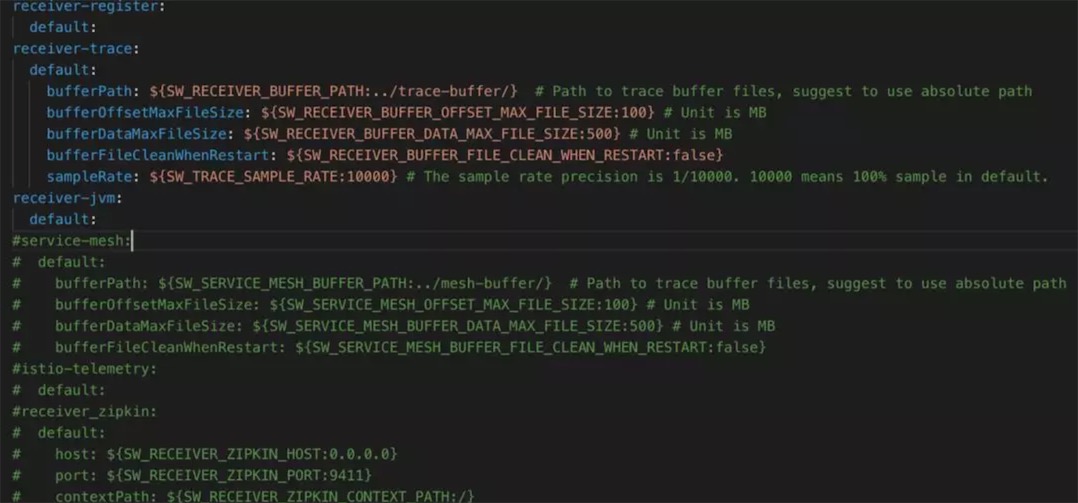 receiver-register:
  default:
receiver-trace:
  default:
    bufferPath: ${SW_RECEIVER_BUFFER_PATH:../trace-buffer/}  # Path to trace buffer files, suggest to use absolute path
    bufferOffsetMaxFileSize: ${SW_RECEIVER_BUFFER_OFFSET_MAX_FILE_SIZE:100} # Unit is MB
    bufferDataMaxFileSize: ${SW_RECEIVER_BUFFER_DATA_MAX_FILE_SIZE:500} # Unit is MB
    bufferFileCleanWhenRestart: ${SW_RECEIVER_BUFFER_FILE_CLEAN_WHEN_RESTART:false}
    sampleRate: ${SW_TRACE_SAMPLE_RATE:10000} # The sample rate precision is 1/10000. 10000 means 100% sample in default.
receiver-jvm:
  default:
#service-mesh:
#  default:
#    bufferPath: ${SW_SERVICE_MESH_BUFFER_PATH:../mesh-buffer/}  # Path to trace buffer files, suggest to use absolute path
#    bufferOffsetMaxFileSize: ${SW_SERVICE_MESH_OFFSET_MAX_FILE_SIZE:100} # Unit is MB
#    bufferDataMaxFileSize: ${SW_SERVICE_MESH_BUFFER_DATA_MAX_FILE_SIZE:500} # Unit is MB
#    bufferFileCleanWhenRestart: ${SW_SERVICE_MESH_BUFFER_FILE_CLEAN_WHEN_RESTART:false}
#istio-telemetry:
#  default:
#receiver_zipkin:
#  default:
#    host: ${SW_RECEIVER_ZIPKIN_HOST:0.0.0.0}
#    port: ${SW_RECEIVER_ZIPKIN_PORT:9411}
#    contextPath: ${SW_RECEIVER_ZIPKIN_CONTEXT_PATH:/}